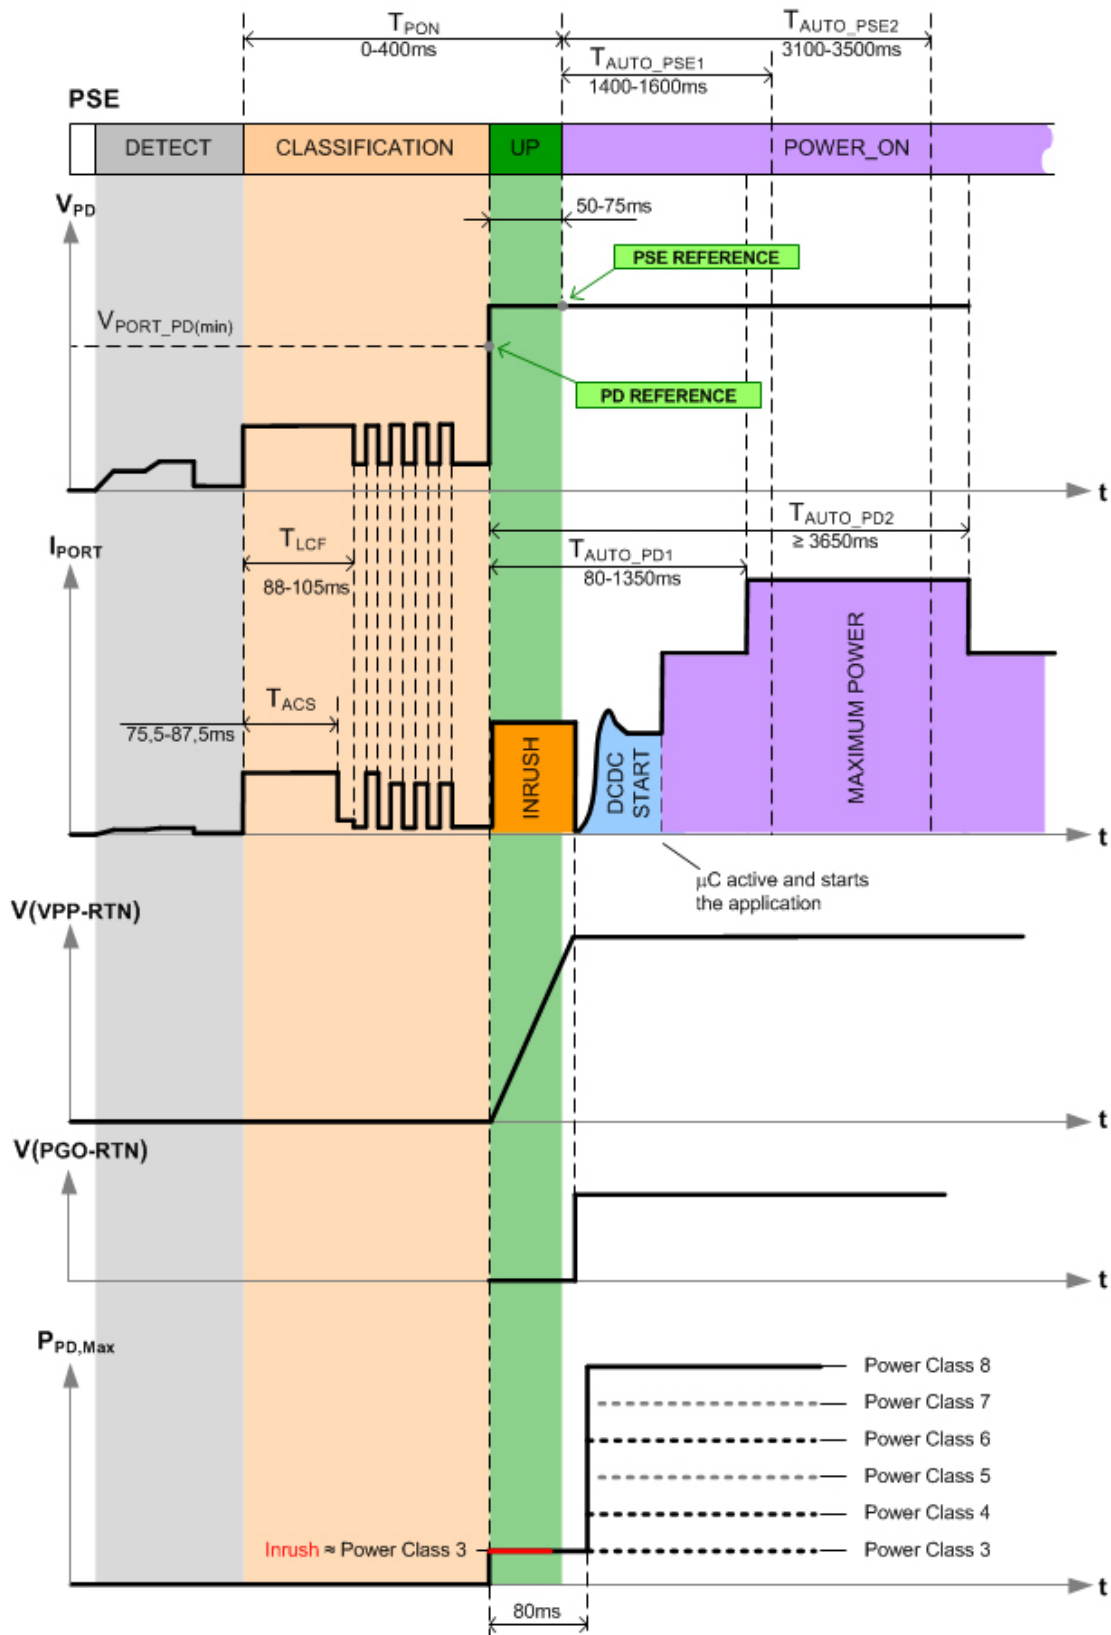 T_PON
0-400ms
T_AUTO_PSE2
3100-3500ms
T_AUTO_PSE1
1400-1600ms
PSE
DETECT
CLASSIFICATION
UP
POWER_ON
V_PD
50-75ms
PSE REFERENCE
V_PORT_PD(min)
PD REFERENCE
t
I_PORT
T_AUTO_PD2
≥ 3650ms
T_LCF
88-105ms
T_AUTO_PD1
80-1350ms
T_ACS
75,5-87,5ms
INRUSH
DCDC
START
MAXIMUM POWER
t
µC active and starts
the application
V(VPP-RTN)
t
V(PGO-RTN)
t
P_PD,Max
Power Class 8
Power Class 7
Power Class 6
Power Class 5
Power Class 4
Inrush ≈ Power Class 3
Power Class 3
t
80ms